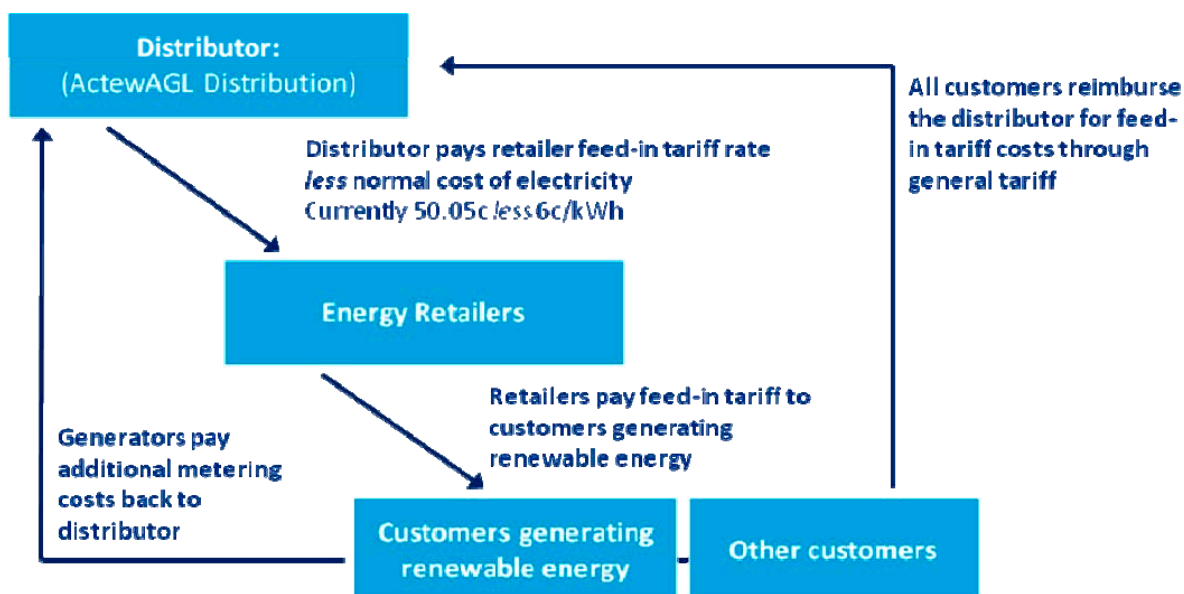 Distributor:
(ActewAGL Distribution)
All customers reimburse
the distributor for feed-
in tariff costs through
general tariff
Distributor pays retailer feed-in tariff rate
less normal cost of electricity
Currently 50.05c less 6c/kWh
Energy Retailers
Retailers pay feed-in tariff to
customers generating
renewable energy
Generators pay
additional metering
costs back to
distributor
Customers generating
renewable energy
Other customers